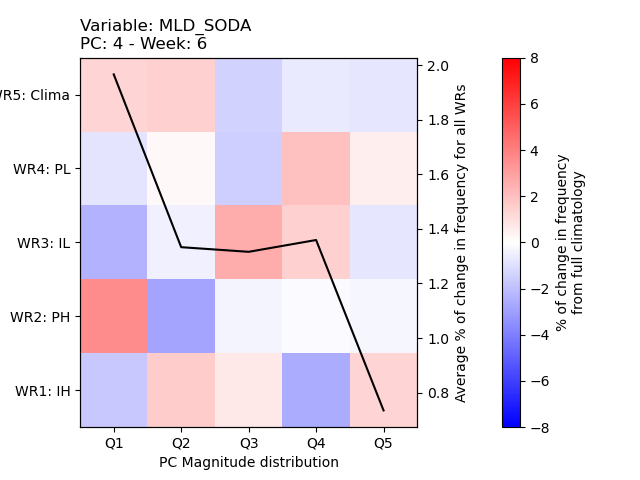 Variable: MLD_SODA
PC: 4 - Week: 6
WR5: Clima
WR4: PL
WR3: IL
WR2: PH
WR1: IH
Q1 Q2 Q3 Q4 Q5
PC Magnitude distribution
2.0
1.8
1.6
1.4
1.2
1.0
0.8
Average % of change in frequency for all WRs
8
6
4
2
0
−2
−4
−6
−8
% of change in frequency
from full climatology